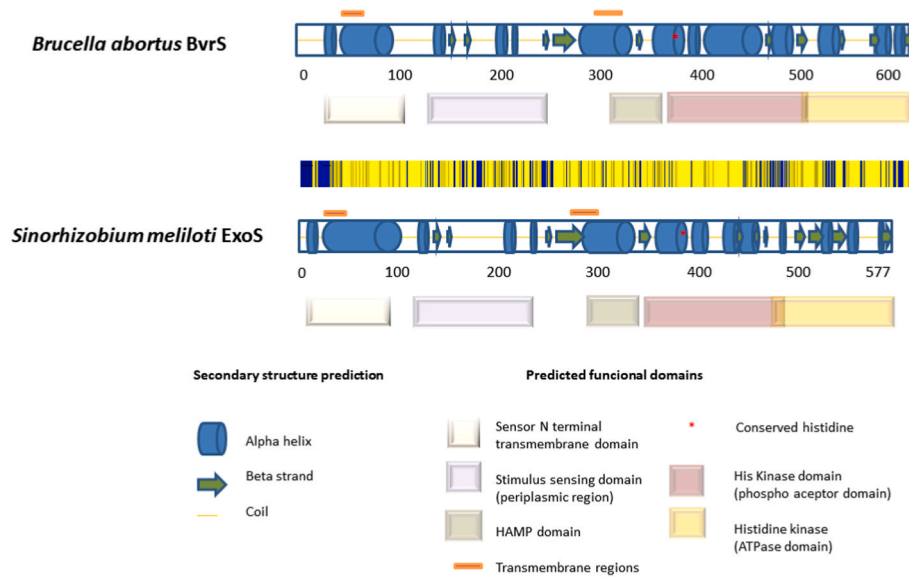 Brucella abortus BvrS
0 100 200 300 400 500 600
Sinorhizobium meliloti ExoS
0 100 200 300 400 500 577
Secondary structure prediction
Predicted funcional domains
Alpha helix
Beta strand
Coil
Sensor N terminal
transmembrane domain
Stimulus sensing domain
(periplasmic region)
HAMP domain
Transmembrane regions
* Conserved histidine
His Kinase domain
(phospho aceptor domain)
Histidine kinase
(ATPase domain)